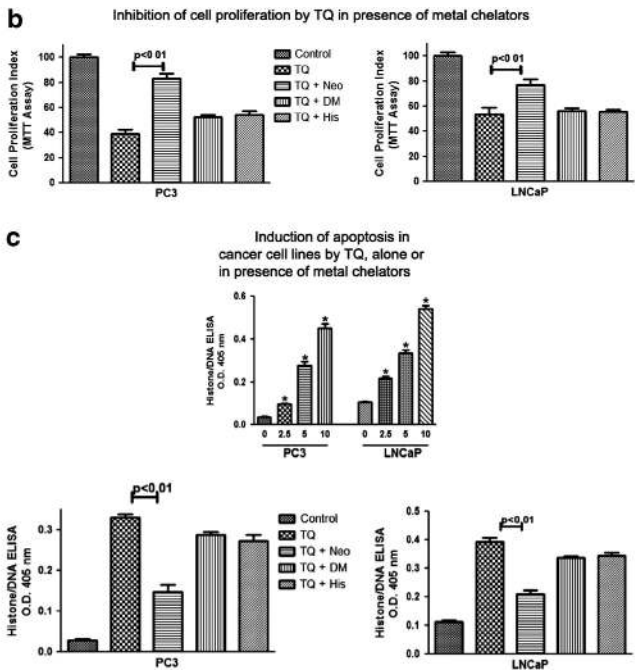 b
Inhibition of cell proliferation by TQ in presence of metal chelators
Cell Proliferation Index
(MTT Assay)
100
80
60
40
20
0
p<0 01
PC3
Control
TQ
TQ + Neo
TQ + DM
TQ + His
Cell Proliferation Index
(MTT Assay)
100
80
60
40
20
0
p<0 01
LNCaP
c
Induction of apoptosis in
cancer cell lines by TQ, alone or
in presence of metal chelators
Histone/DNA ELISA
O.D. 405 nm
0.6
0.4
0.2
0.0
* * * * * *
0 2.5 5 10 0 2.5 5 10
PC3 LNCaP
Histone/DNA ELISA
O.D. 405 nm
0.3
0.2
0.1
0.0
p<0,01
PC3
Control
TQ
TQ + Neo
TQ + DM
TQ + His
Histone/DNA ELISA
O.D. 405 nm
0.5
0.4
0.3
0.2
0.1
0.0
p<0,01
LNCaP